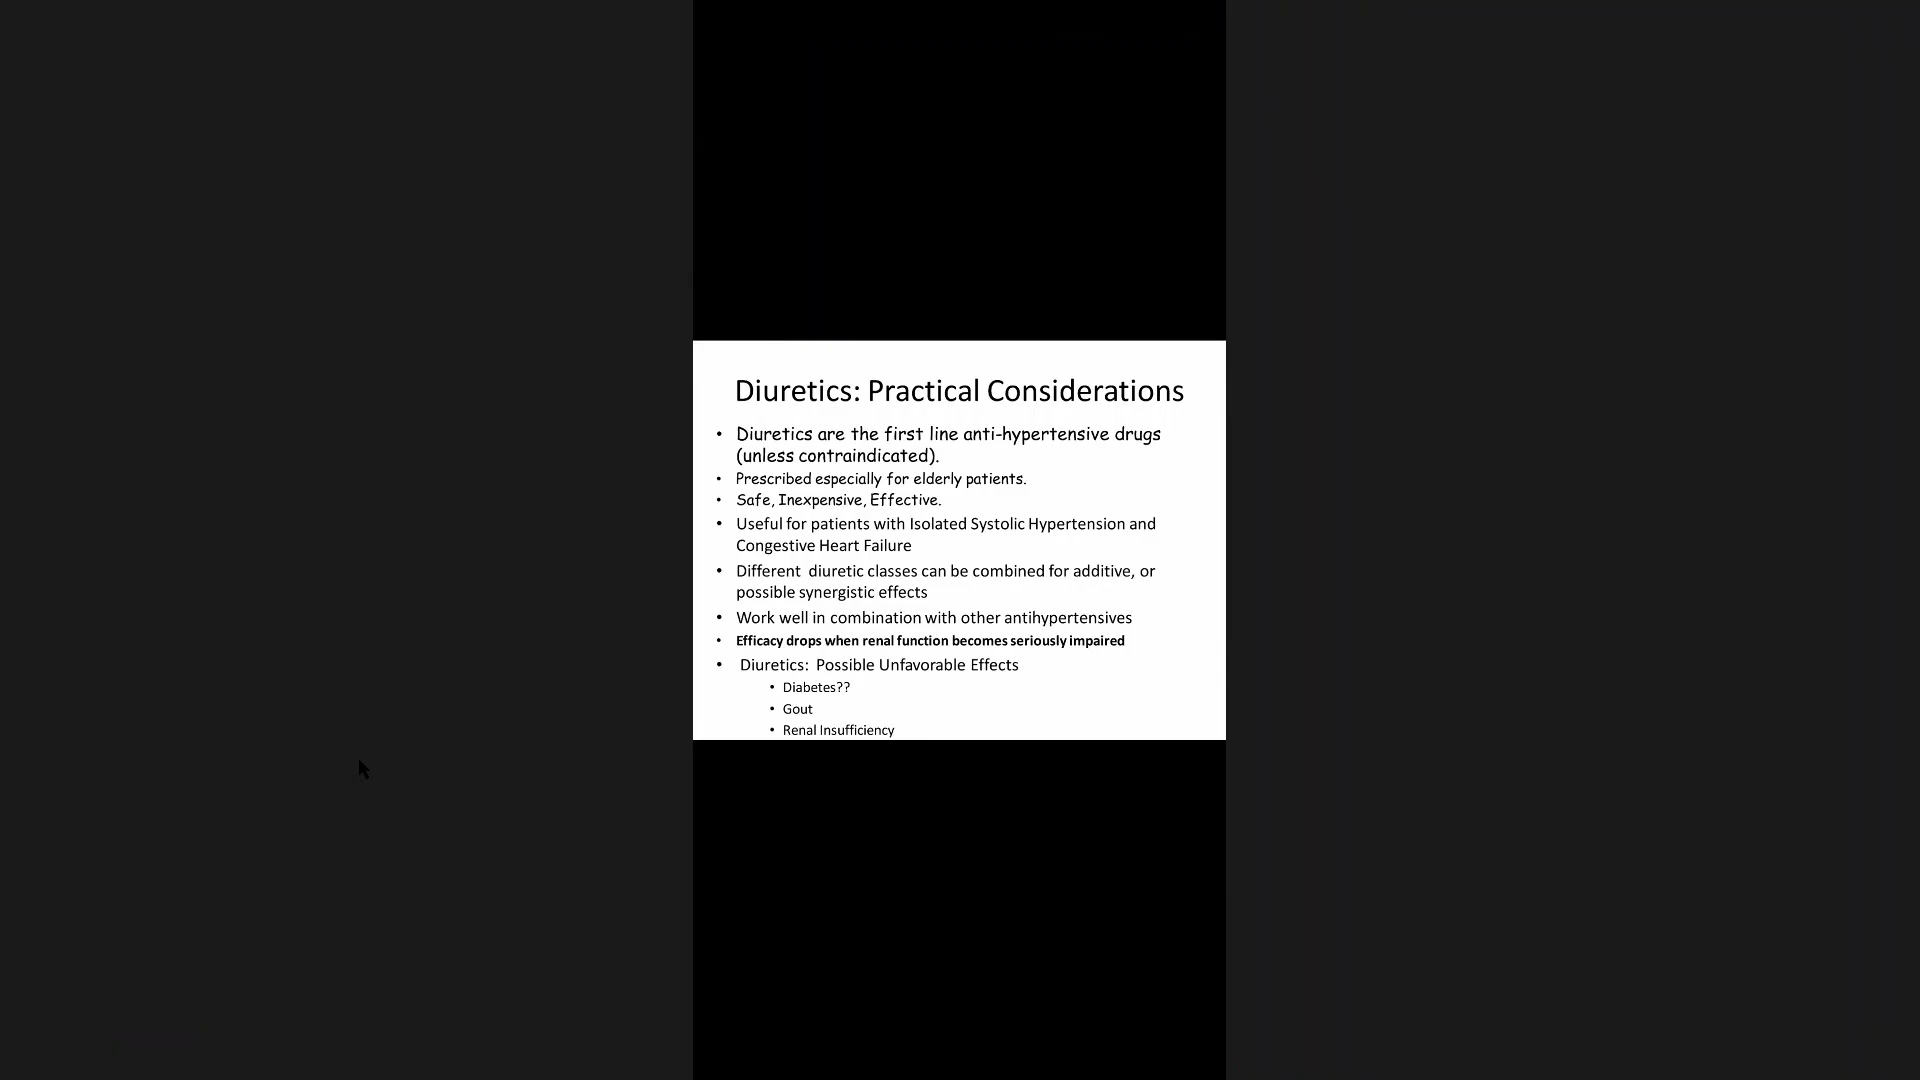 Diuretics: Practical Considerations
• Diuretics are the first line anti-hypertensive drugs
(unless contraindicated).
• Prescribed especially for elderly patients.
• Safe, Inexpensive, Effective.
• Useful for patients with Isolated Systolic Hypertension and
Congestive Heart Failure
• Different diuretic classes can be combined for additive, or
possible synergistic effects
• Work well in combination with other antihypertensives
• Efficacy drops when renal function becomes seriously impaired
• Diuretics: Possible Unfavorable Effects
• Diabetes??
• Gout
• Renal Insufficiency